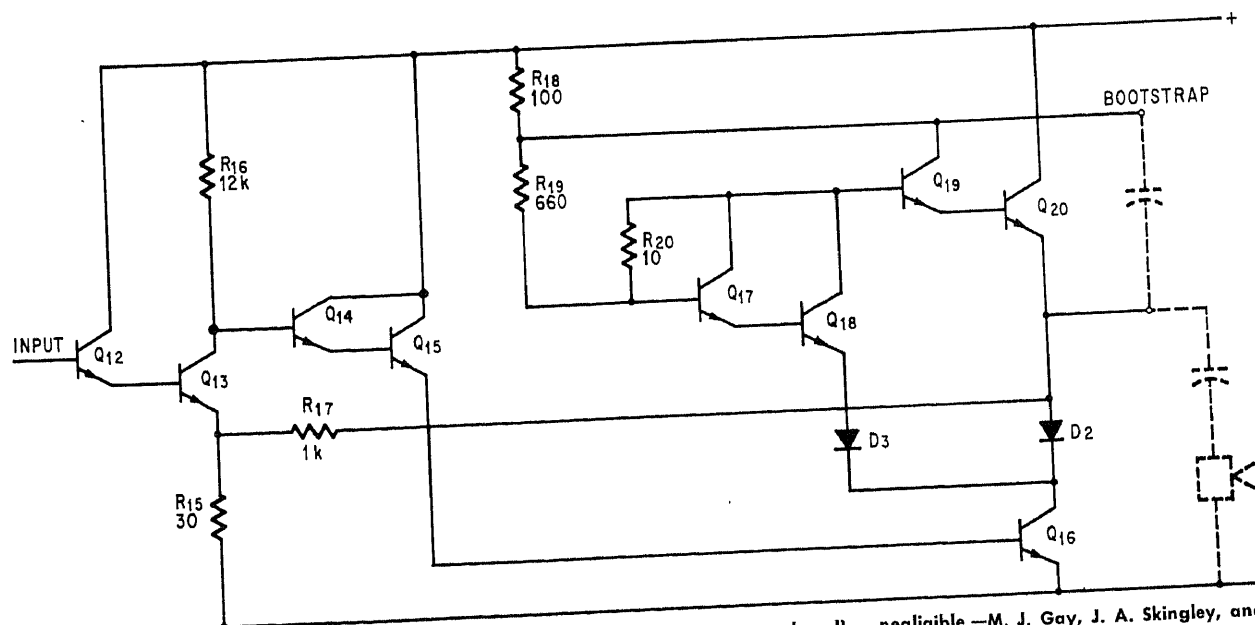 +
R18
100
BOOTSTRAP
R16
12k
R19
660
Q19
Q20
R20
10
Q17
Q14
Q18
INPUT
Q12
Q15
Q13
R17
1k
D3
D2
R15
30
Q16
negligible.—M. J. Gay, J. A. Skingley, and